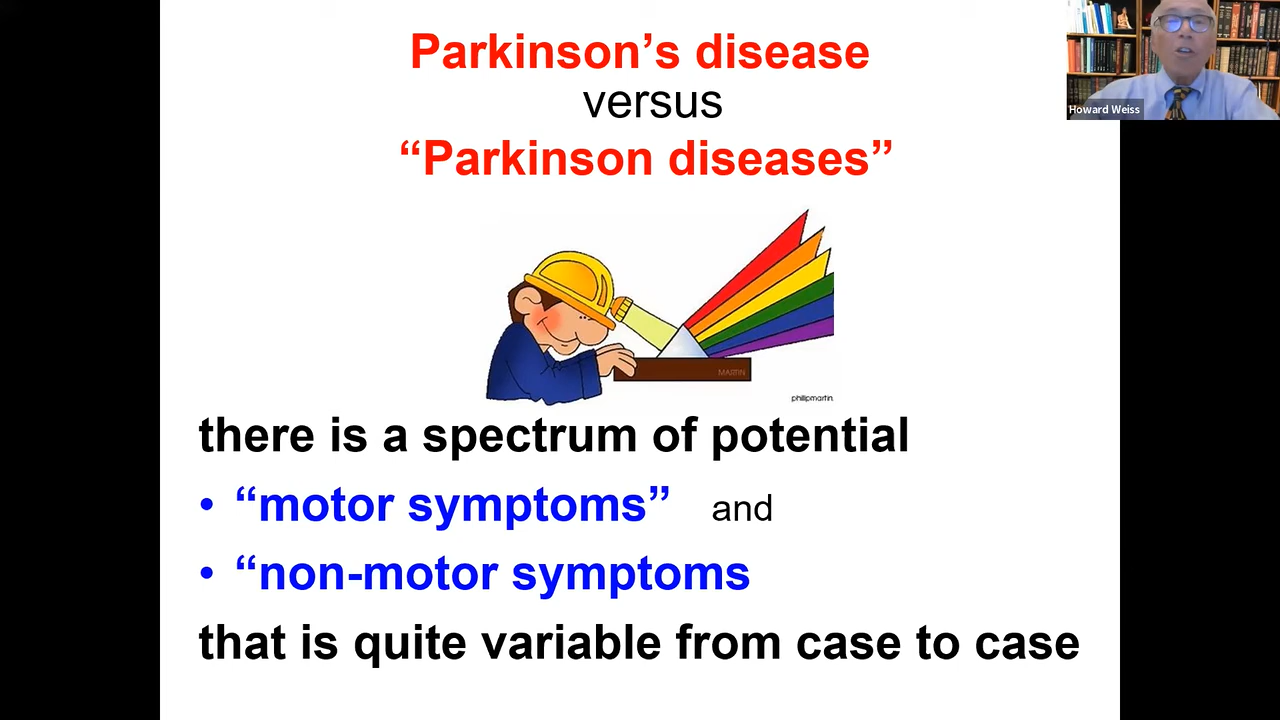 Parkinson’s disease
versus
“Parkinson diseases”
Howard Weiss
MARTIN
phillipmartin
there is a spectrum of potential
• “motor symptoms” and
• “non-motor symptoms
that is quite variable from case to case